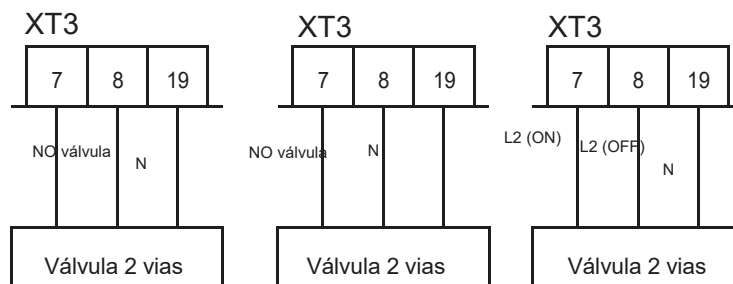 XT3 XT3 XT3
7 8 19 7 8 19 7 8 19
NO válvula N NO válvula N L2 (ON) L2 (OFF) N
Válvula 2 vias Válvula 2 vias Válvula 2 vias